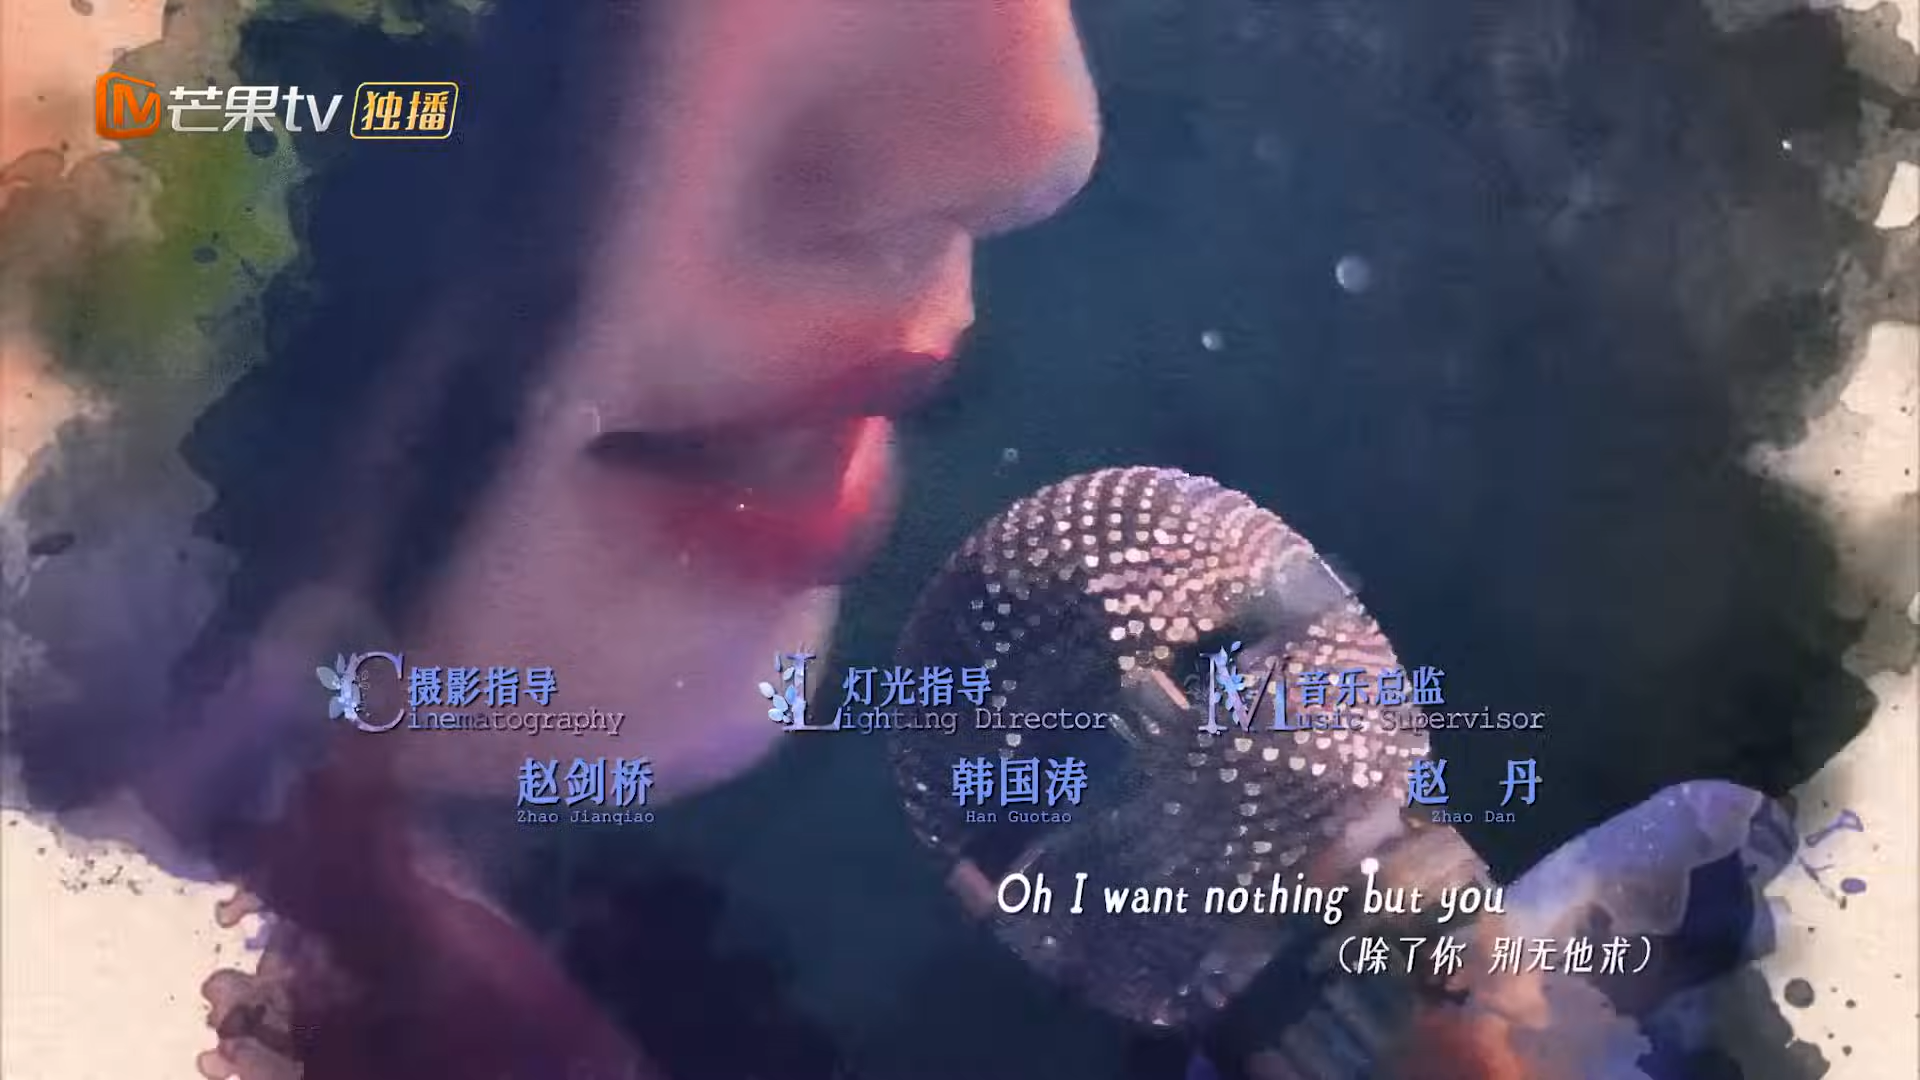 芒果tv 独播
摄影指导
Cinematography
赵剑桥
Zhao Jianqiao
灯光指导
Lighting Director
韩国涛
Han Guotao
音乐总监
Music Supervisor
赵 丹
Zhao Dan
Oh I want nothing but you
（除了你 别无他求）